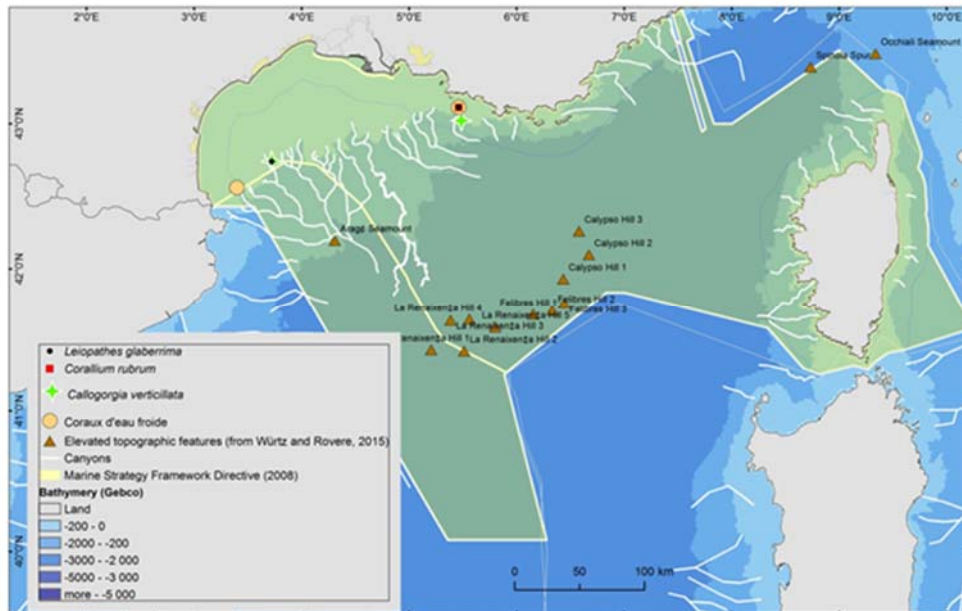 3°0'E 4°0'E 5°0'E 6°0'E 7°0'E 8°0'E 9°0'E 10°0'E
Occhiali Seamount
Spinola Spur
43°0'N
Calypso Hill 3
Arago Seamount
Calypso Hill 2
42°0'N
Calypso Hill 1
Felibres Hill 1
Felibres Hill 2
La Renaixença Hill 4
La Renaixença Hill 5
Felibres Hill 3
La Renaixença Hill 3
enaixença Hill 1
La Renaixença Hill 2
Leiopathes glaberrima
Corallium rubrum
Callogorgia verticillata
41°0'N
Coraux d'eau froide
Elevated topographic features (from Würtz and Rovere, 2015)
Canyons
Marine Strategy Framework Directive (2008)
Bathymery (Gebco)
Land
-200 - 0
-2000 - -200
-3000 - -2 000
-5000 - -3 000
more - -5 000
40°0'N
0 50 100 km